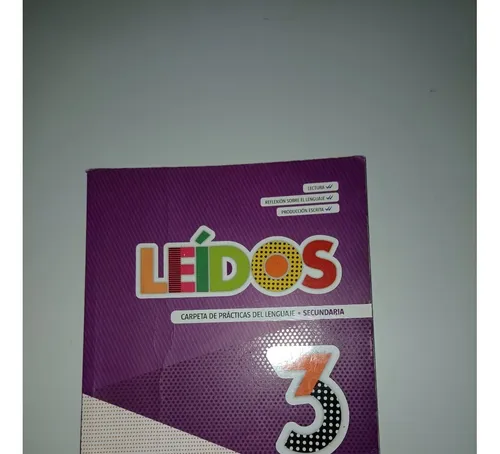 LECTURA
REFLEXIÓN SOBRE EL LENGUAJE
PRODUCCIÓN ESCRITA
LEÍDOS
CARPETA DE PRÁCTICAS DEL LENGUAJE • SECUNDARIA
3